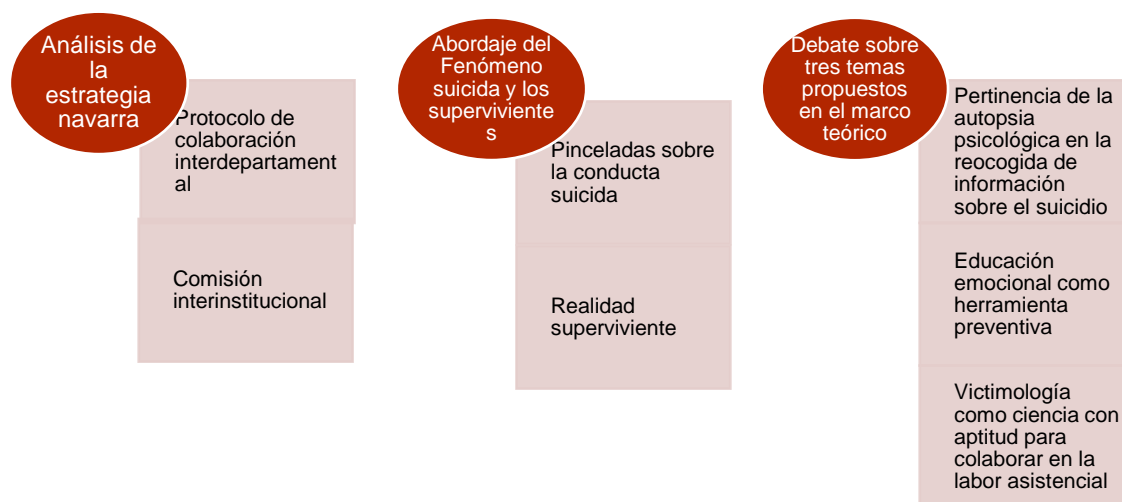 Análisis de
la
estrategia
navarra
Protocolo de
colaboración
interdepartament
al
Comisión
interinstitucional
Abordaje del
Fenómeno
suicida y los
superviviente
s
Pinceladas sobre
la conducta
suicida
Realidad
superviviente
Debate sobre
tres temas
propuestos
en el marco
teórico
Pertinencia de la
autopsia
psicológica en la
reocogida de
información
sobre el suicidio
Educación
emocional como
herramienta
preventiva
Victimología
como ciencia con
aptitud para
colaborar en la
labor asistencial